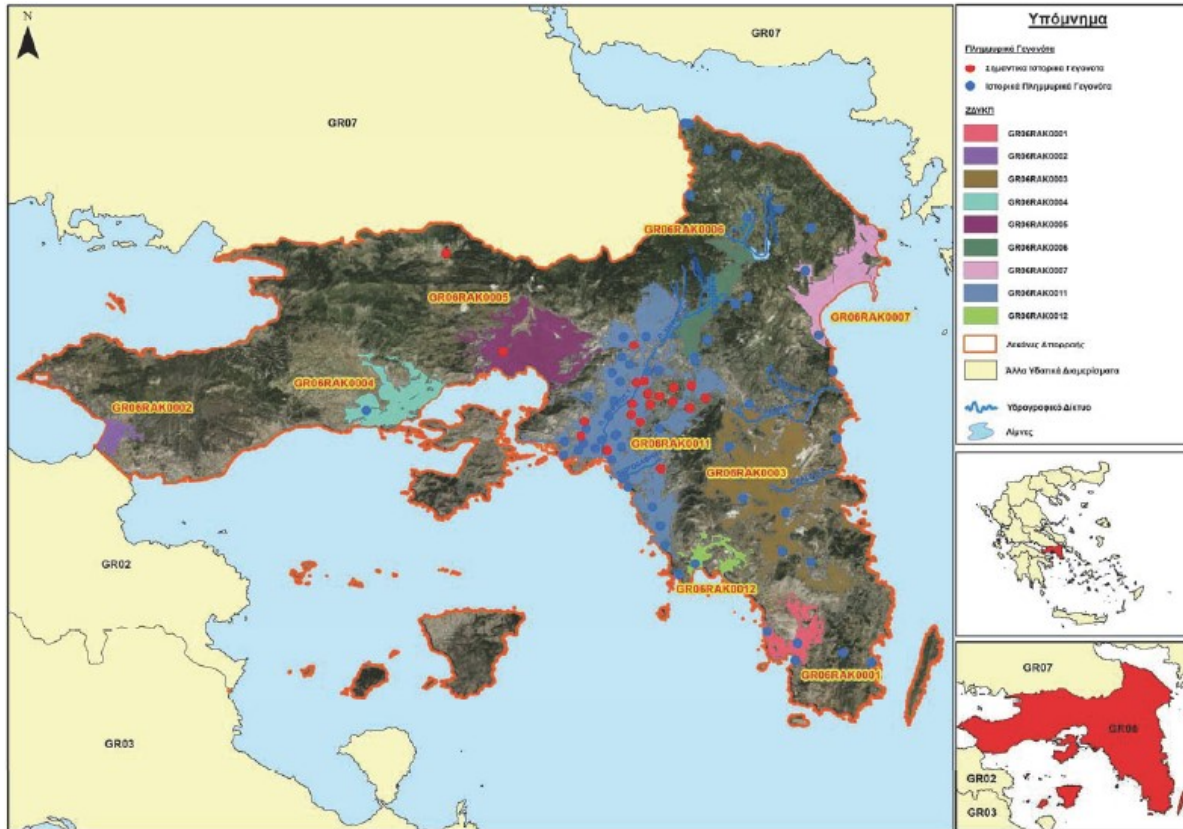 N
GR07
GR07
GR06RAK0006
GR06RAK0005
GR06RAK0007
GR06RAK0004
GR06RAK0002
GR06RAK0011
GR06RAK0003
GR02
GR06RAK0012
GR06RAK0001
GR03
Υπόμνημα
Πλημμυρικά Γεγονότα
Σημαντικά Ιστορικά Γεγονότα
Ιστορικά Πλημμυρικά Γεγονότα
ΖΔΥΚΠ
GR06RAK0001
GR06RAK0002
GR06RAK0003
GR06RAK0004
GR06RAK0005
GR06RAK0006
GR06RAK0007
GR06RAK0011
GR06RAK0012
Λεκάνες Απορροής
Άλλα Υδατικά Διαμερίσματα
Υδρογραφικό Δίκτυο
Λίμνες
GR07
GR06
GR02
GR03